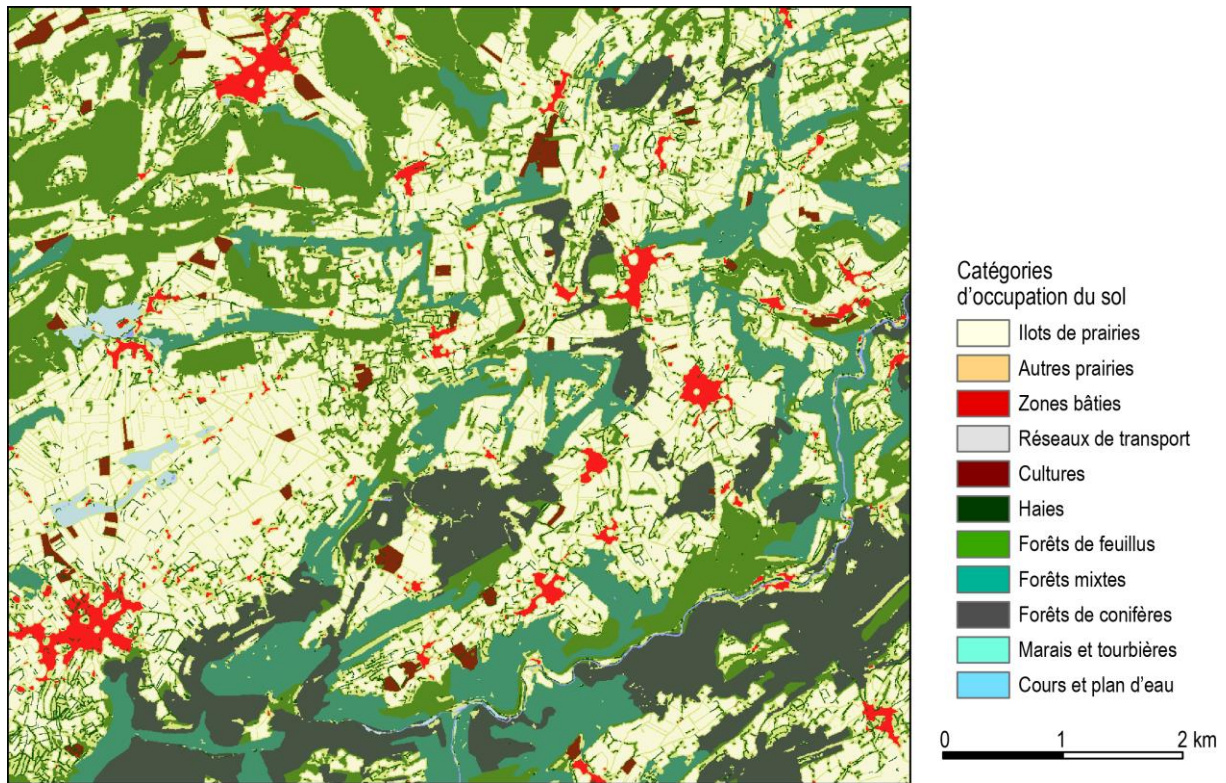 Catégories
d'occupation du sol
Ilots de prairies
Autres prairies
Zones bâties
Réseaux de transport
Cultures
Haies
Forêts de feuillus
Forêts mixtes
Forêts de conifères
Marais et tourbières
Cours et plan d'eau
0 1 2 km